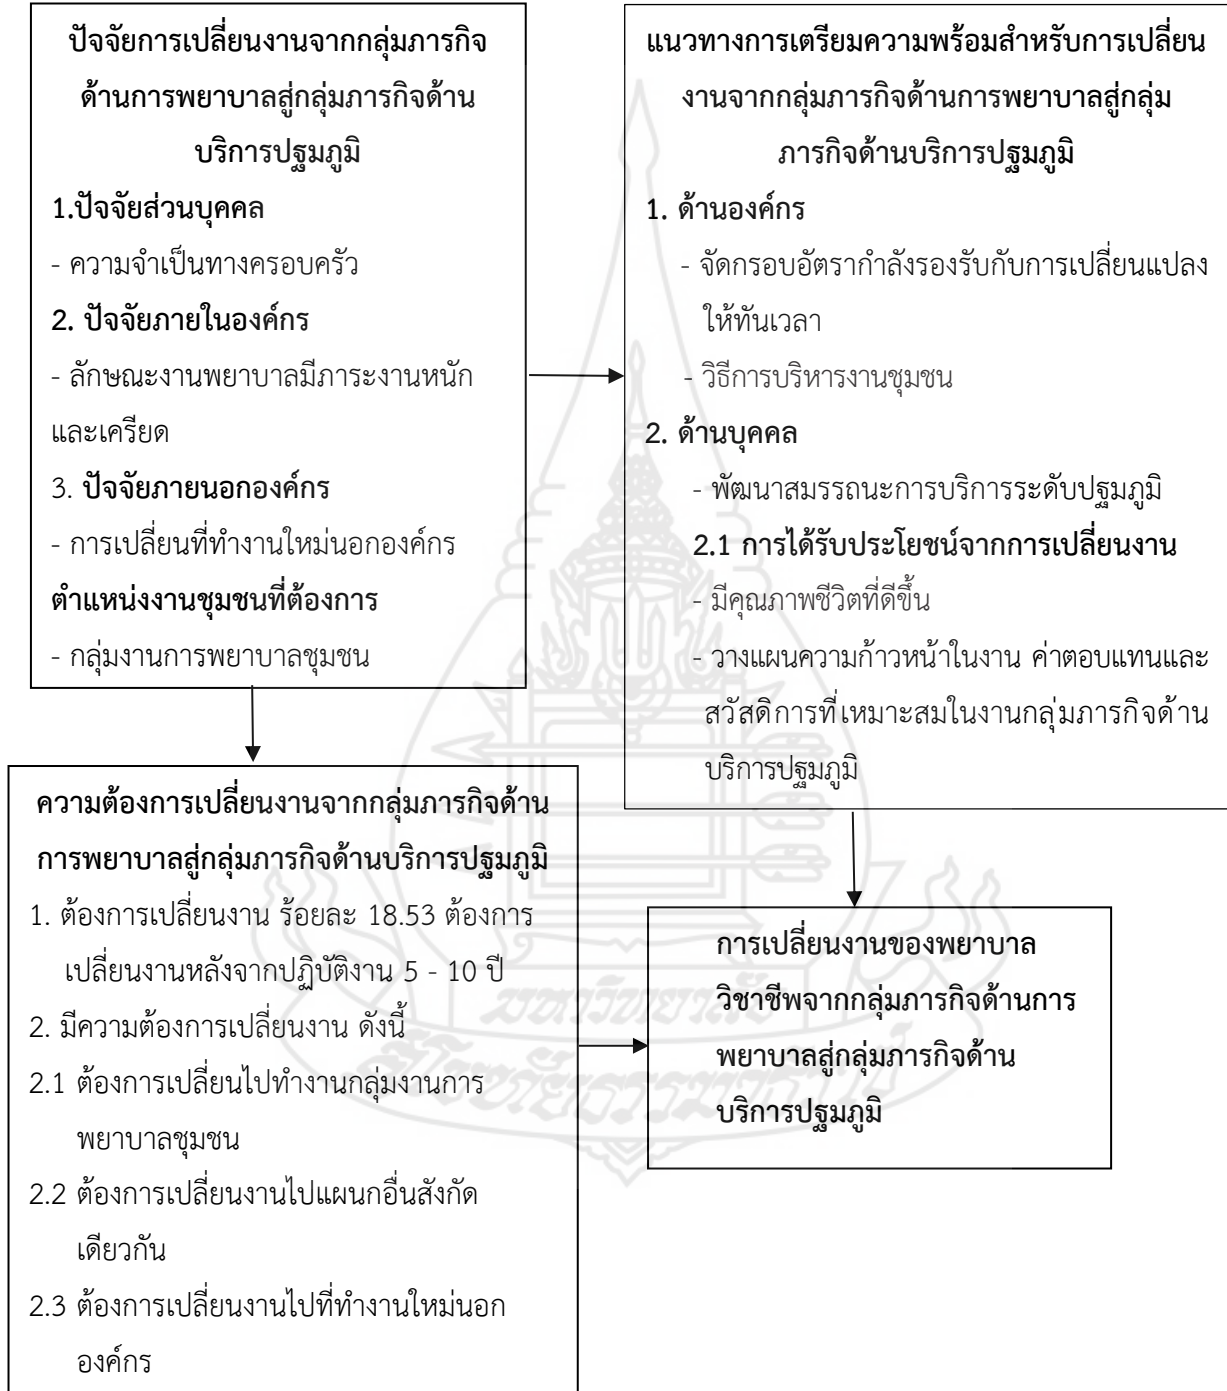 ปัจจัยการเปลี่ยนงานจากกลุ่มภารกิจ
ด้านการพยาบาลสู่กลุ่มภารกิจด้าน
บริการปฐมภูมิ
1.ปัจจัยส่วนบุคคล
- ความจำเป็นทางครอบครัว
2. ปัจจัยภายในองค์กร
- ลักษณะงานพยาบาลมีภาระงานหนัก
และเครียด
3. ปัจจัยภายนอกองค์กร
- การเปลี่ยนที่ทำงานใหม่นอกองค์กร
ตำแหน่งงานชุมชนที่ต้องการ
- กลุ่มงานการพยาบาลชุมชน
แนวทางการเตรียมความพร้อมสำหรับการเปลี่ยน
งานจากกลุ่มภารกิจด้านการพยาบาลสู่กลุ่ม
ภารกิจด้านบริการปฐมภูมิ
1. ด้านองค์กร
- จัดกรอบอัตรากำลังรองรับกับการเปลี่ยนแปลง
ให้ทันเวลา
- วิธีการบริหารงานชุมชน
2. ด้านบุคคล
- พัฒนาสมรรถนะการบริการระดับปฐมภูมิ
2.1 การได้รับประโยชน์จากการเปลี่ยนงาน
- มีคุณภาพชีวิตที่ดีขึ้น
- วางแผนความก้าวหน้าในงาน ค่าตอบแทนและ
สวัสดิการที่เหมาะสมในงานกลุ่มภารกิจด้าน
บริการปฐมภูมิ
ความต้องการเปลี่ยนงานจากกลุ่มภารกิจด้าน
การพยาบาลสู่กลุ่มภารกิจด้านบริการปฐมภูมิ
1. ต้องการเปลี่ยนงาน ร้อยละ 18.53 ต้องการ
เปลี่ยนงานหลังจากปฏิบัติงาน 5 - 10 ปี
2. มีความต้องการเปลี่ยนงาน ดังนี้
2.1 ต้องการเปลี่ยนไปทำงานกลุ่มงานการ
พยาบาลชุมชน
2.2 ต้องการเปลี่ยนงานไปแผนกอื่นสังกัด
เดียวกัน
2.3 ต้องการเปลี่ยนงานไปที่ทำงานใหม่นอก
องค์กร
การเปลี่ยนงานของพยาบาล
วิชาชีพจากกลุ่มภารกิจด้านการ
พยาบาลสู่กลุ่มภารกิจด้าน
บริการปฐมภูมิ
มหาวิทยาลัย
สุโขทัยธรรมาธิราช